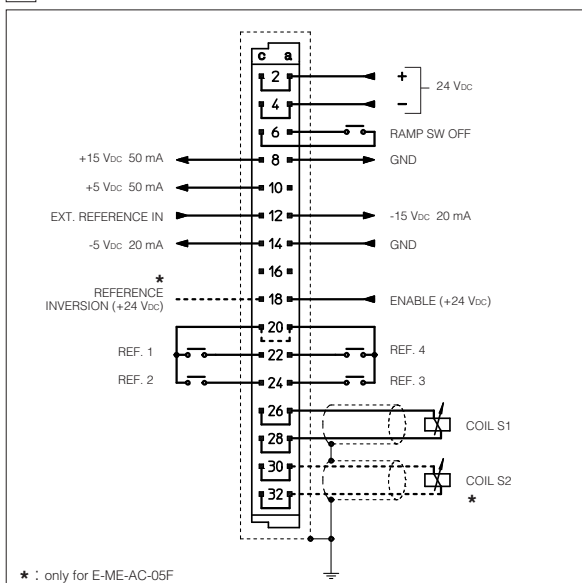 c a
2 + 24 VDC
4 −
6 RAMP SW OFF
+15 VDC 50 mA 8 GND
+5 VDC 50 mA 10
EXT. REFERENCE IN 12 -15 VDC 20 mA
-5 VDC 20 mA 14 GND
16
*
REFERENCE
INVERSION (+24 VDC) 18 ENABLE (+24 VDC)
20
REF. 1 22 REF. 4
REF. 2 24 REF. 3
26 COIL S1
28
30 COIL S2
32 *
* : only for E-ME-AC-05F